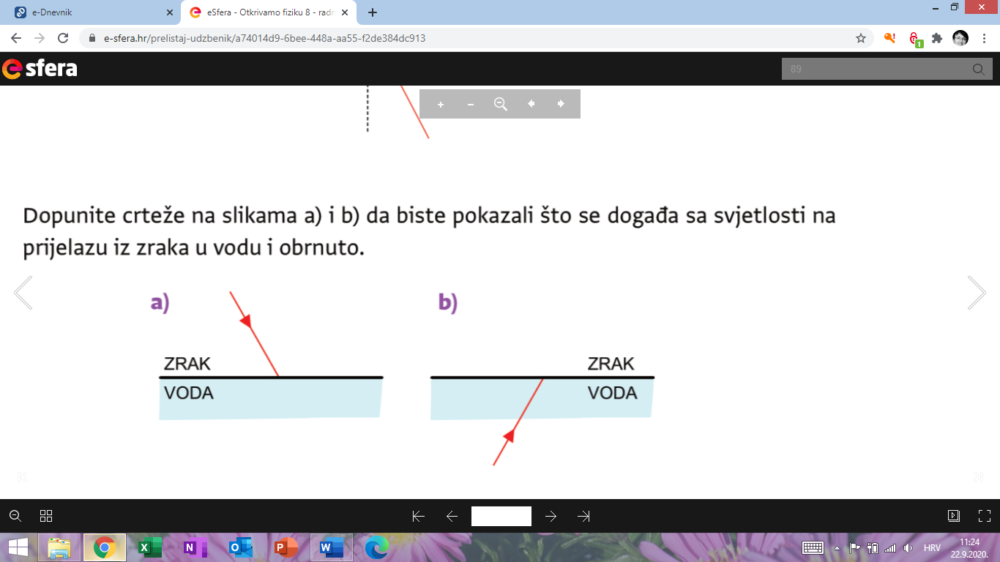 e-Dnevnik
eSfera - Otkrivamo fiziku 8 - radn
e-sfera.hr/prelistaj-udzbenik/a74014d9-6bee-448a-aa55-f2de384dc913
1
esfera
89.
Dopunite crteže na slikama a) i b) da biste pokazali što se događa sa svjetlosti na
prijelazu iz zraka u vodu i obrnuto.
a)
b)
ZRAK
VODA
ZRAK
VODA
HRV
11:24
22.9.2020.